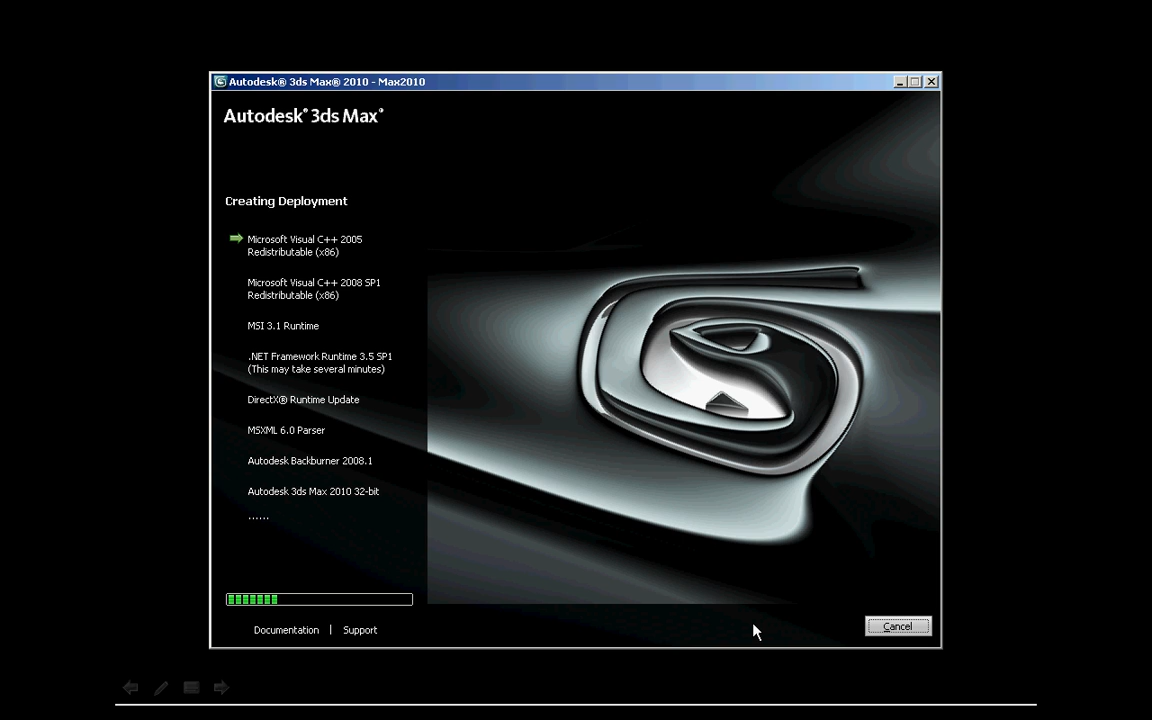 Autodesk® 3ds Max® 2010 - Max2010
Autodesk® 3ds Max®
Creating Deployment
Microsoft Visual C++ 2005
Redistributable (x86)
Microsoft Visual C++ 2008 SP1
Redistributable (x86)
MSI 3.1 Runtime
.NET Framework Runtime 3.5 SP1
(This may take several minutes)
DirectX® Runtime Update
MSXML 6.0 Parser
Autodesk Backburner 2008.1
Autodesk 3ds Max 2010 32-bit
......
Documentation | Support
Cancel